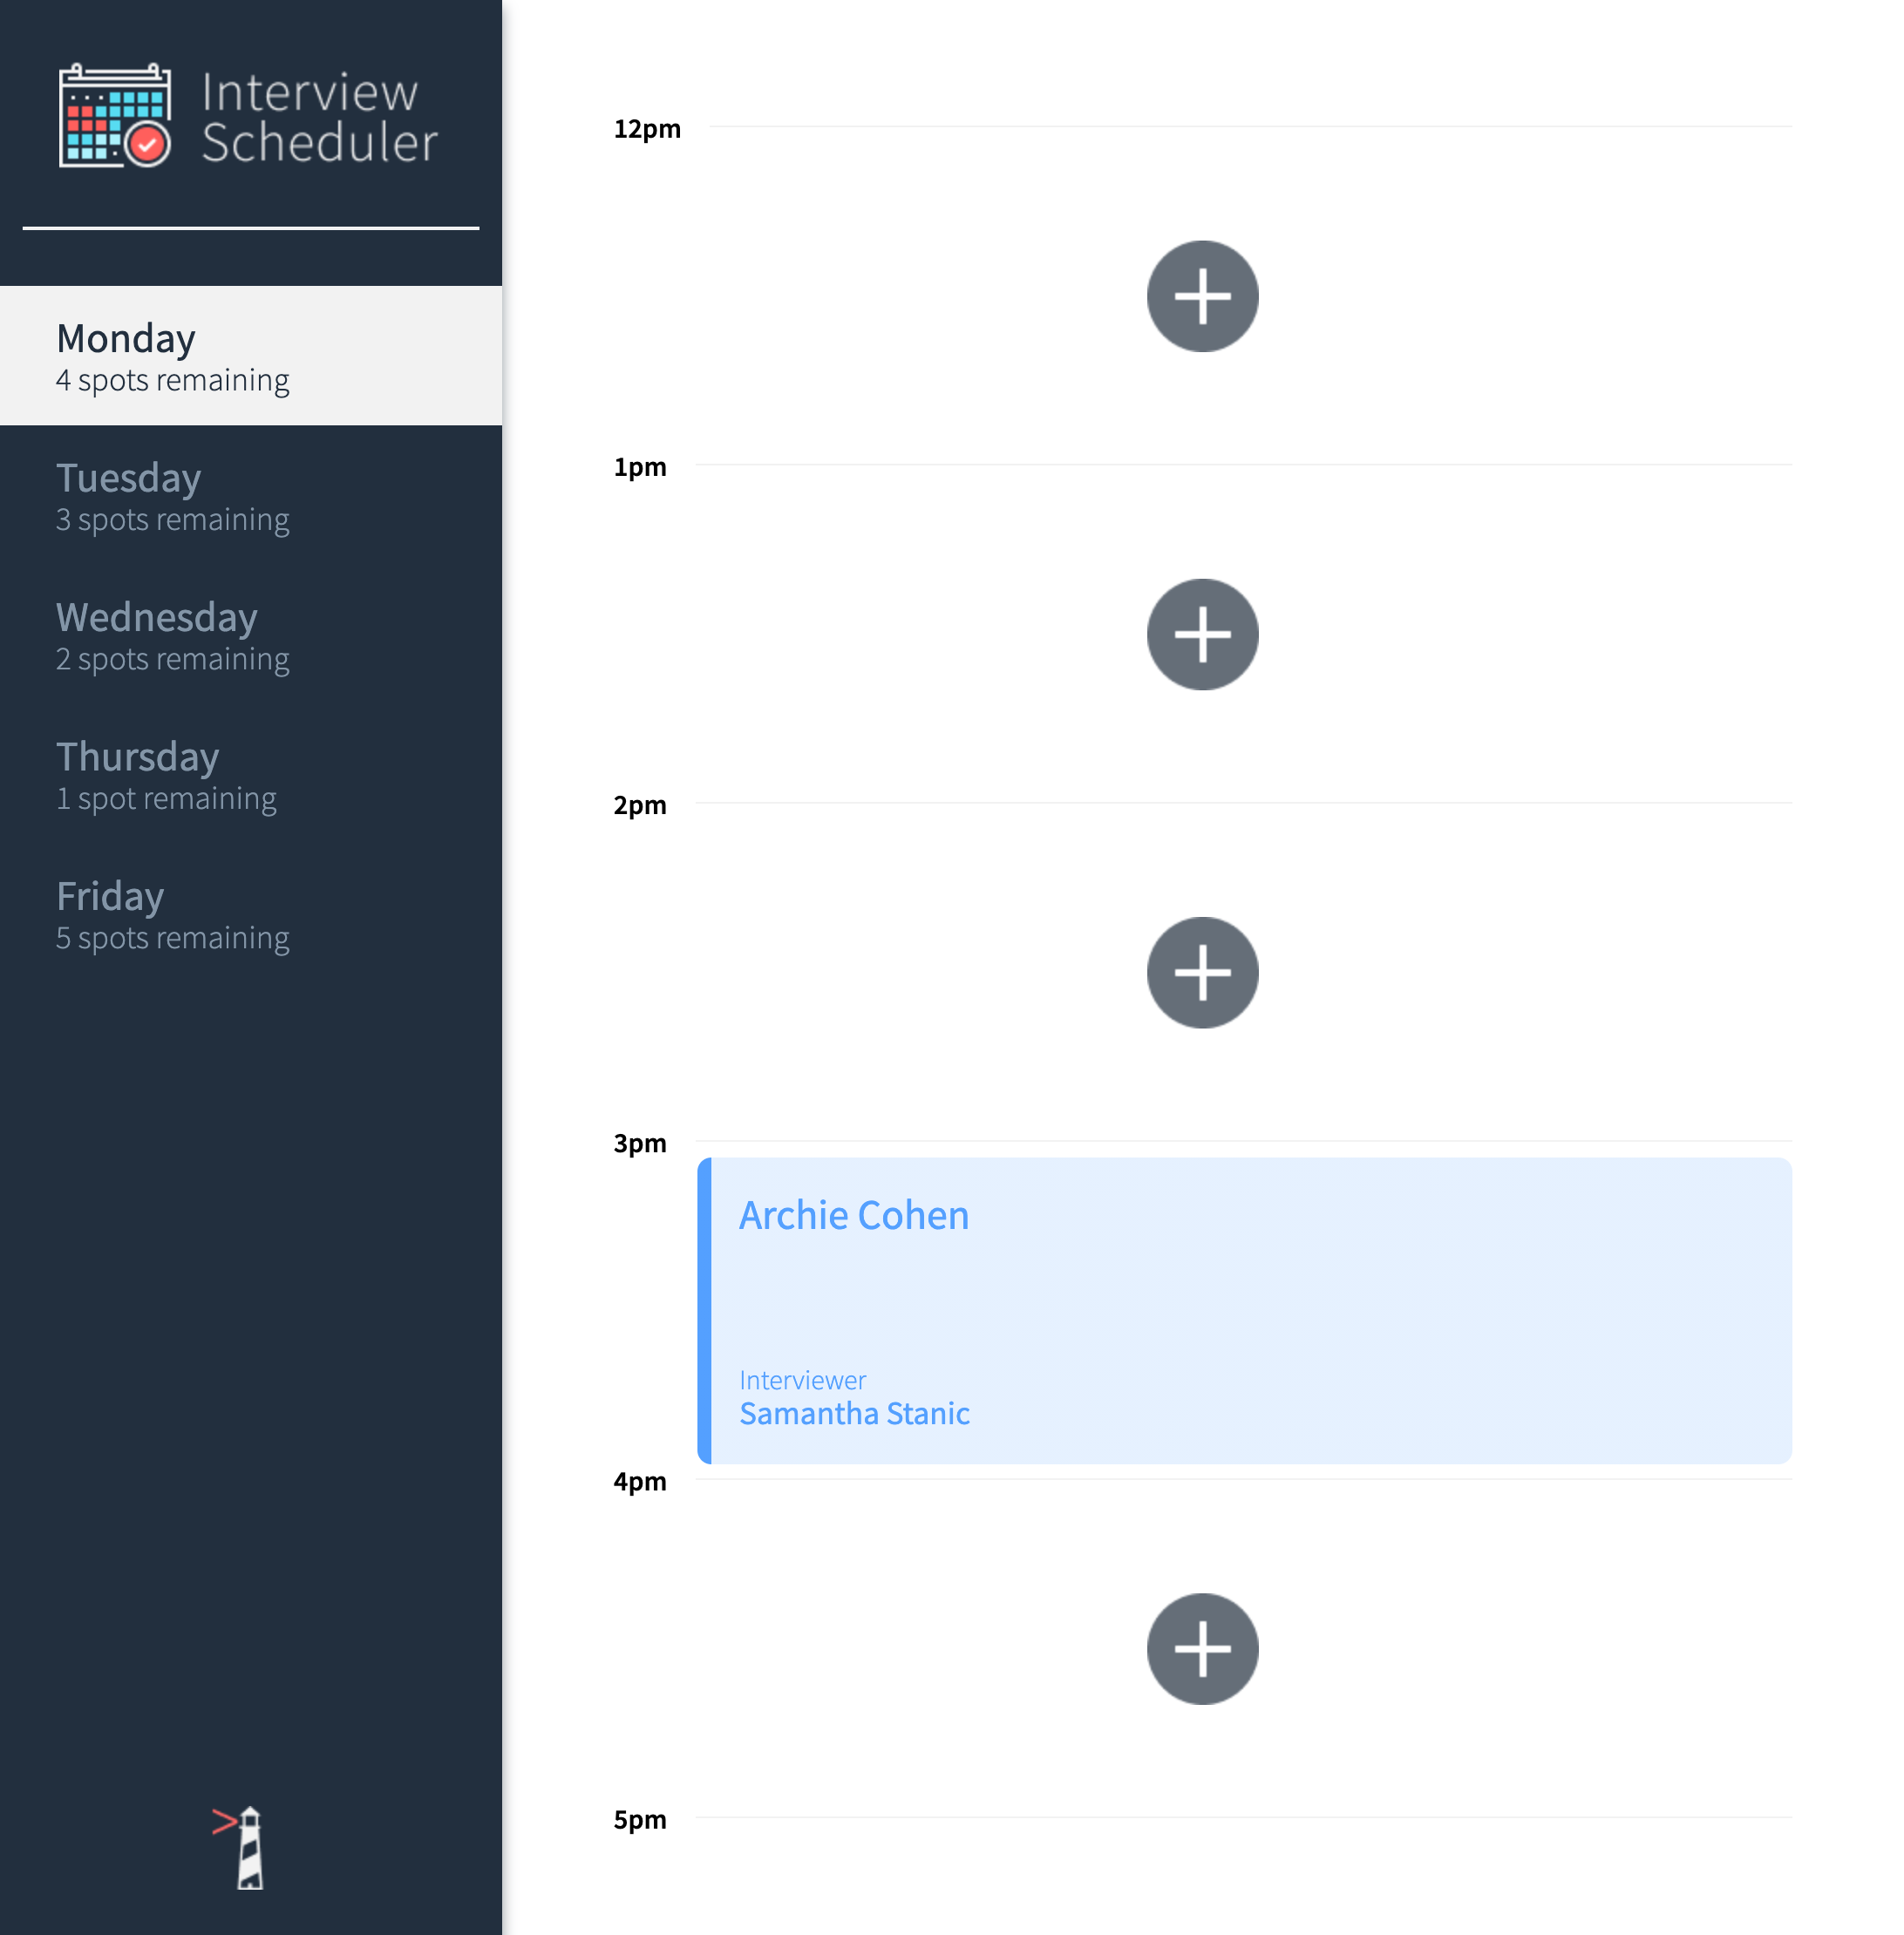 Interview
Scheduler
Monday
4 spots remaining
Tuesday
3 spots remaining
Wednesday
2 spots remaining
Thursday
1 spot remaining
Friday
5 spots remaining
12pm
1pm
2pm
3pm
Archie Cohen
Interviewer
Samantha Stanic
4pm
5pm